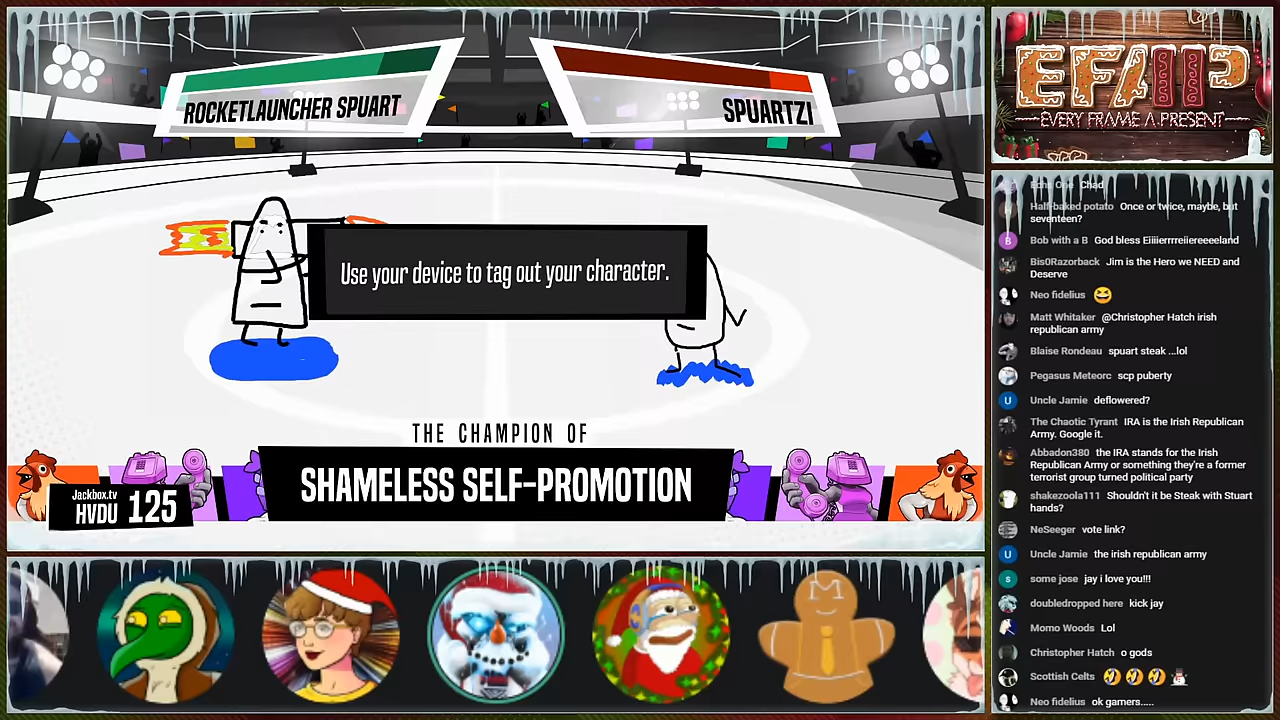 ROCKETLAUNCHER SPUART
SPUARTZI
Use your device to tag out your character.
THE CHAMPION OF
SHAMELESS SELF-PROMOTION
Jackbox.tv
HVDU 125
EFAP
EVERY FRAME A PRESENT
Chad
Half-baked potato Once or twice, maybe, but
seventeen?
B Bob with a B God bless Eiiiierrrreiiereeeeland
Bis0Razorback Jim is the Hero we NEED and
Deserve
Neo fidelius 😆
Matt Whitaker @Christopher Hatch irish
republican army
Blaise Rondeau spuart steak ...lol
Pegasus Meteorc scp puberty
U Uncle Jamie deflowered?
The Chaotic Tyrant IRA is the Irish Republican
Army. Google it.
Abbadon380 the IRA stands for the Irish
Republican Army or something they're a former
terrorist group turned political party
shakezoola111 Shouldn't it be Steak with Stuart
hands?
NeSeeger vote link?
U Uncle Jamie the irish republican army
s some jose jay i love you!!!
doubledropped here kick jay
Momo Woods Lol
Christopher Hatch o gods
Scottish Celts 🤣 🤣 🤣 ⛄
Neo fidelius ok gamers.....
M